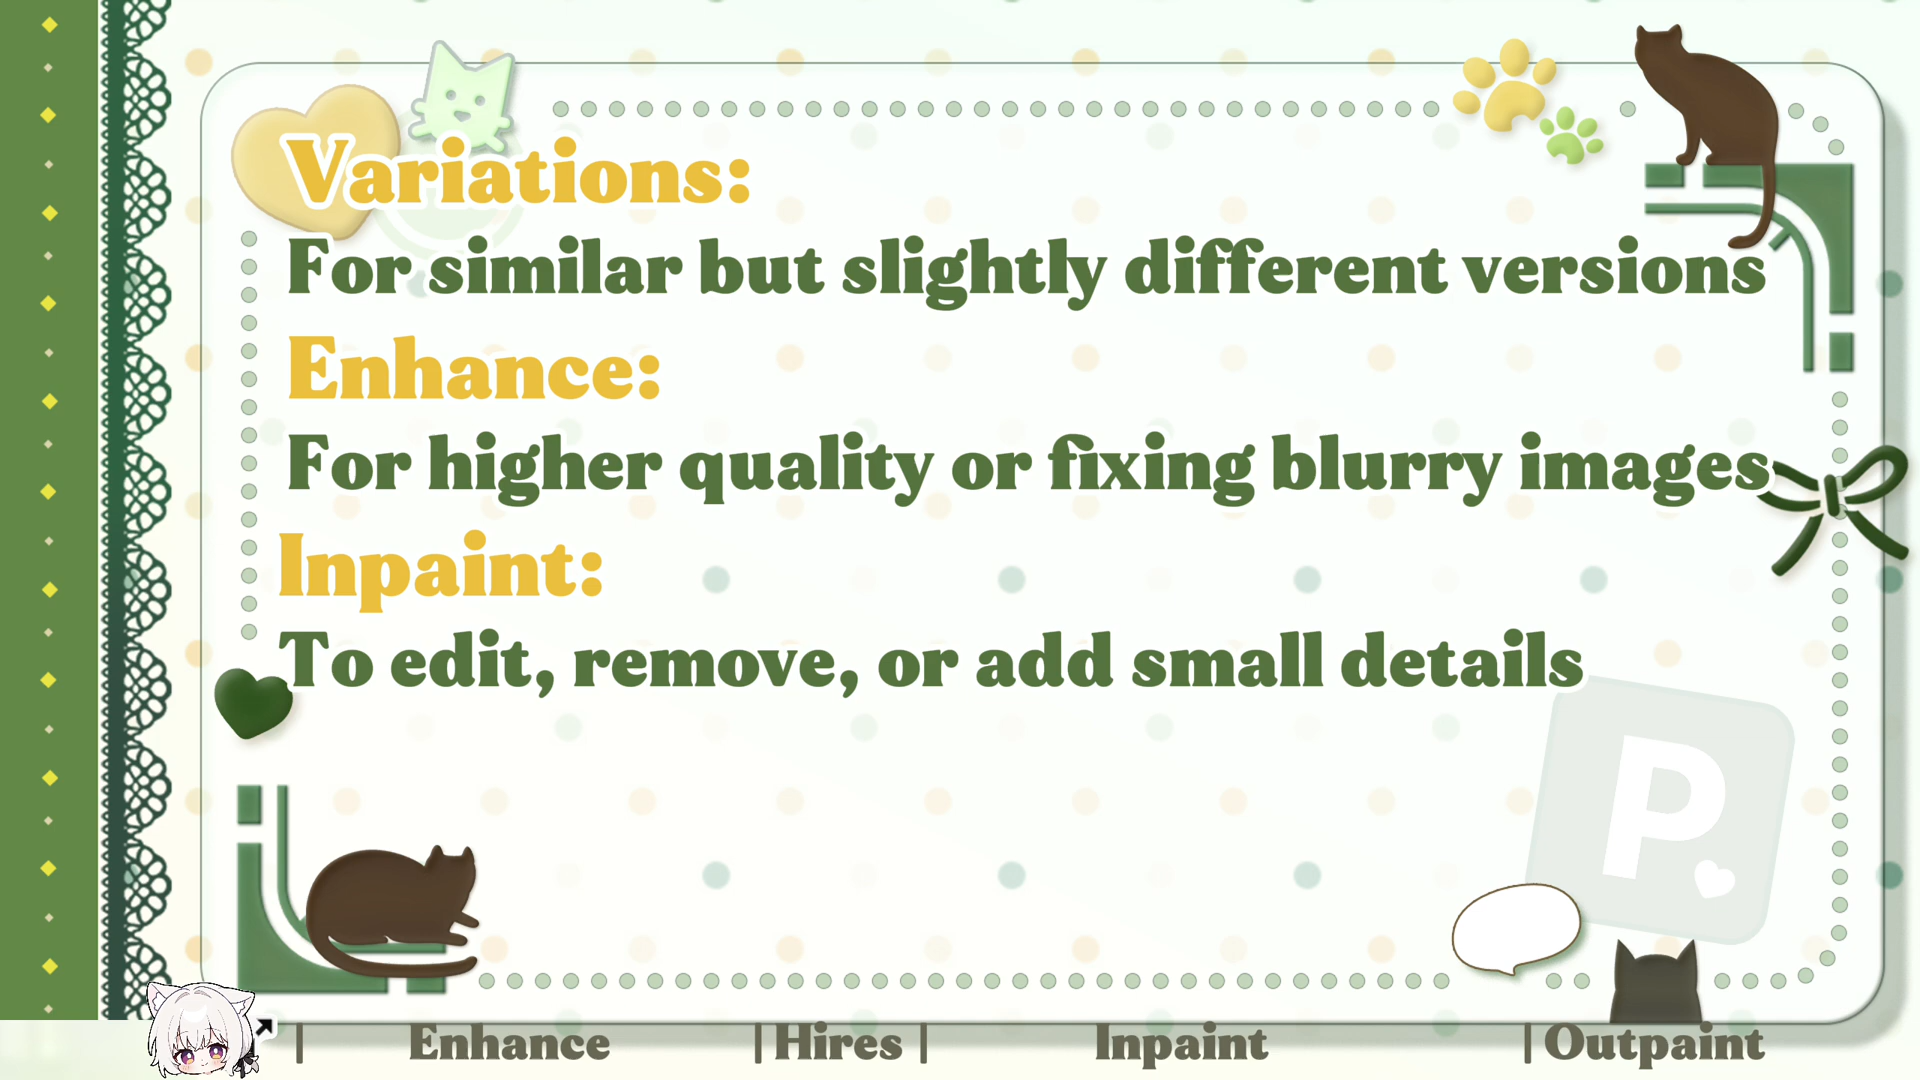 Variations:
For similar but slightly different versions
Enhance:
For higher quality or fixing blurry images
Inpaint:
To edit, remove, or add small details
P
| Enhance | Hires | Inpaint | Outpaint